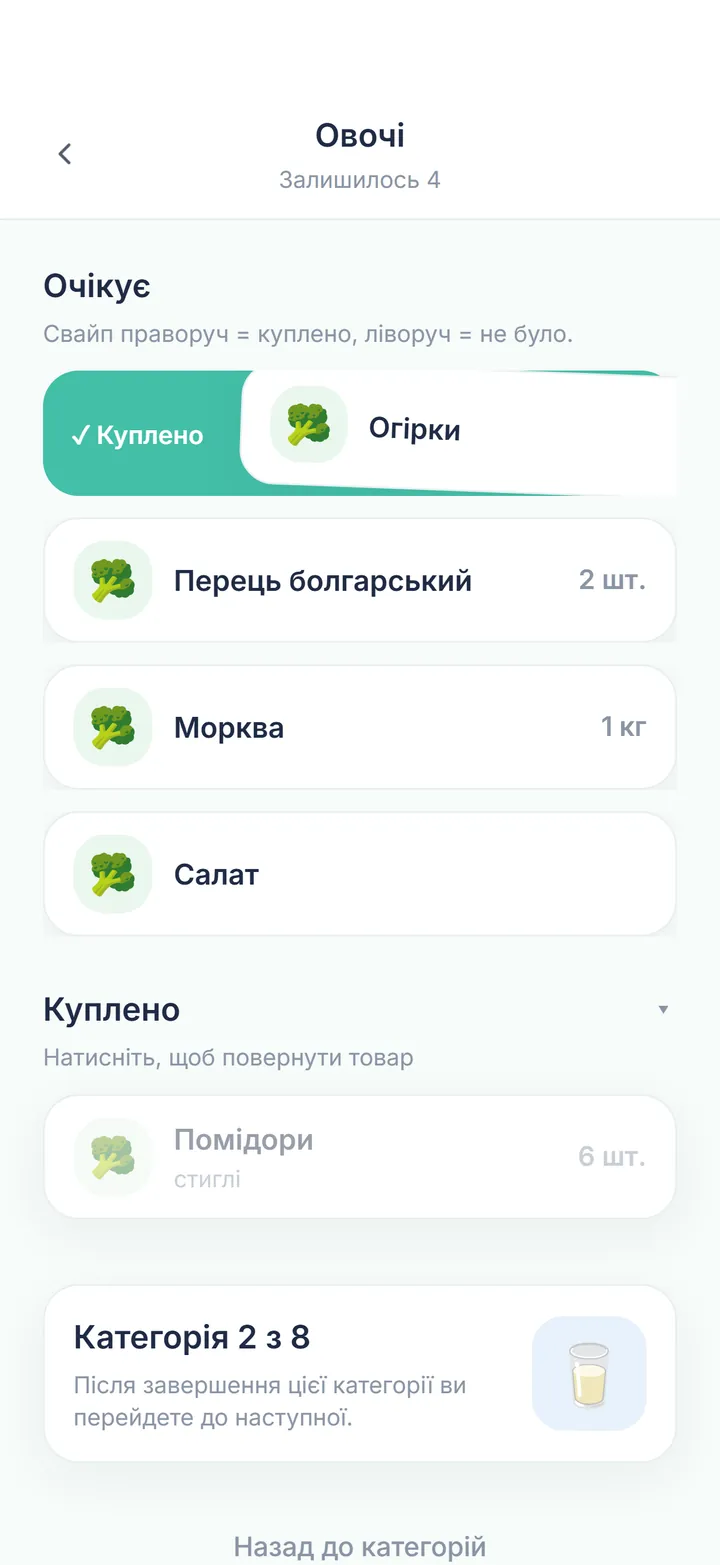 Овочі
Залишилось 4
Очікує
Свайп праворуч = куплено, ліворуч = не було.
✓ Куплено
Огірки
Перець болгарський
2 шт.
Морква
1 кг
Салат
Куплено
Натисніть, щоб повернути товар
Помідори
6 шт.
стиглі
Категорія 2 з 8
Після завершення цієї категорії ви
перейдете до наступної.
Назад до категорій